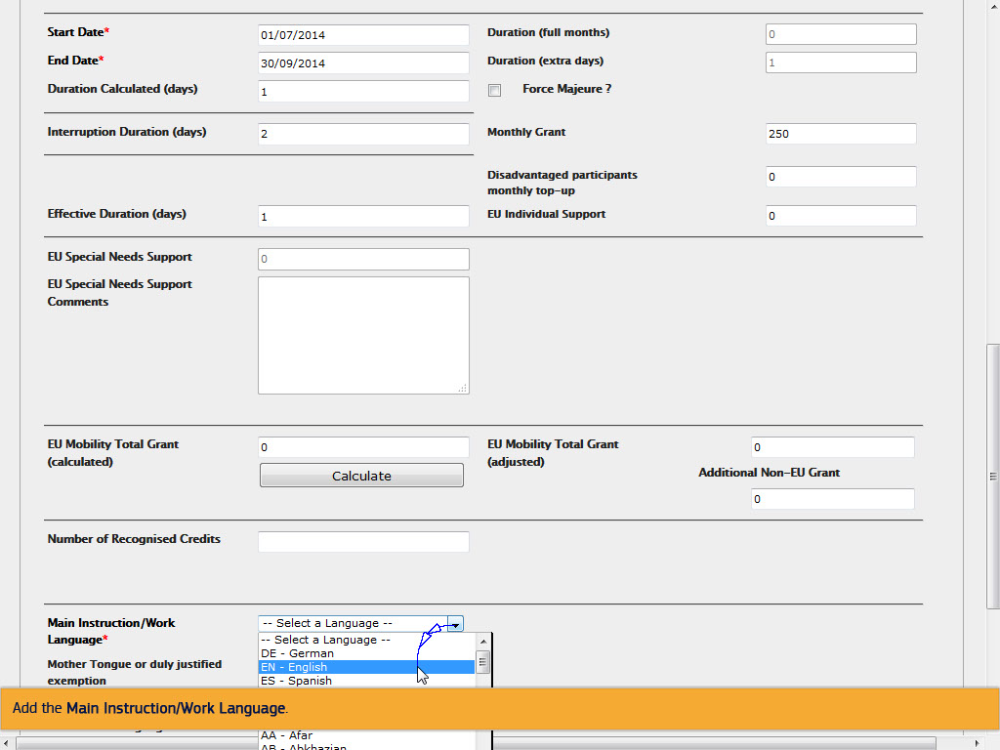 Start Date* 01/07/2014 Duration (full months) 0
End Date* 30/09/2014 Duration (extra days) 1
Duration Calculated (days) 1 Force Majeure ?
Interruption Duration (days) 2 Monthly Grant 250
Disadvantaged participants
monthly top-up 0
Effective Duration (days) 1 EU Individual Support 0
EU Special Needs Support 0
EU Special Needs Support
Comments
EU Mobility Total Grant
(calculated) 0 EU Mobility Total Grant
(adjusted) 0
Calculate
Additional Non-EU Grant
0
Number of Recognised Credits
Main Instruction/Work
Language* -- Select a Language --
-- Select a Language --
DE - German
EN - English
ES - Spanish
Mother Tongue or duly justified
exemption
Add the Main Instruction/Work Language.
AA - Afar
AB - Abkhazian